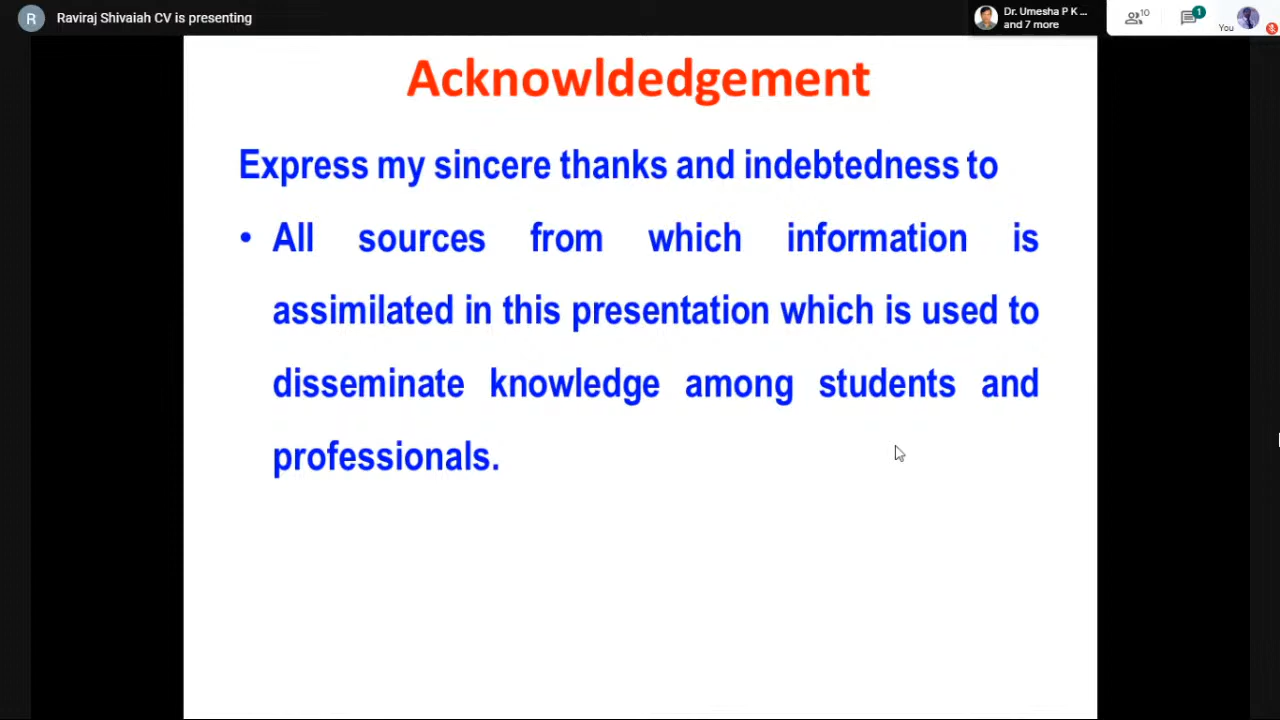 R
Raviraj Shivaiah CV is presenting
Dr. Umesha P K ...
and 7 more
10
1
You
Acknowldedgement
Express my sincere thanks and indebtedness to
• All sources from which information is
assimilated in this presentation which is used to
disseminate knowledge among students and
professionals.